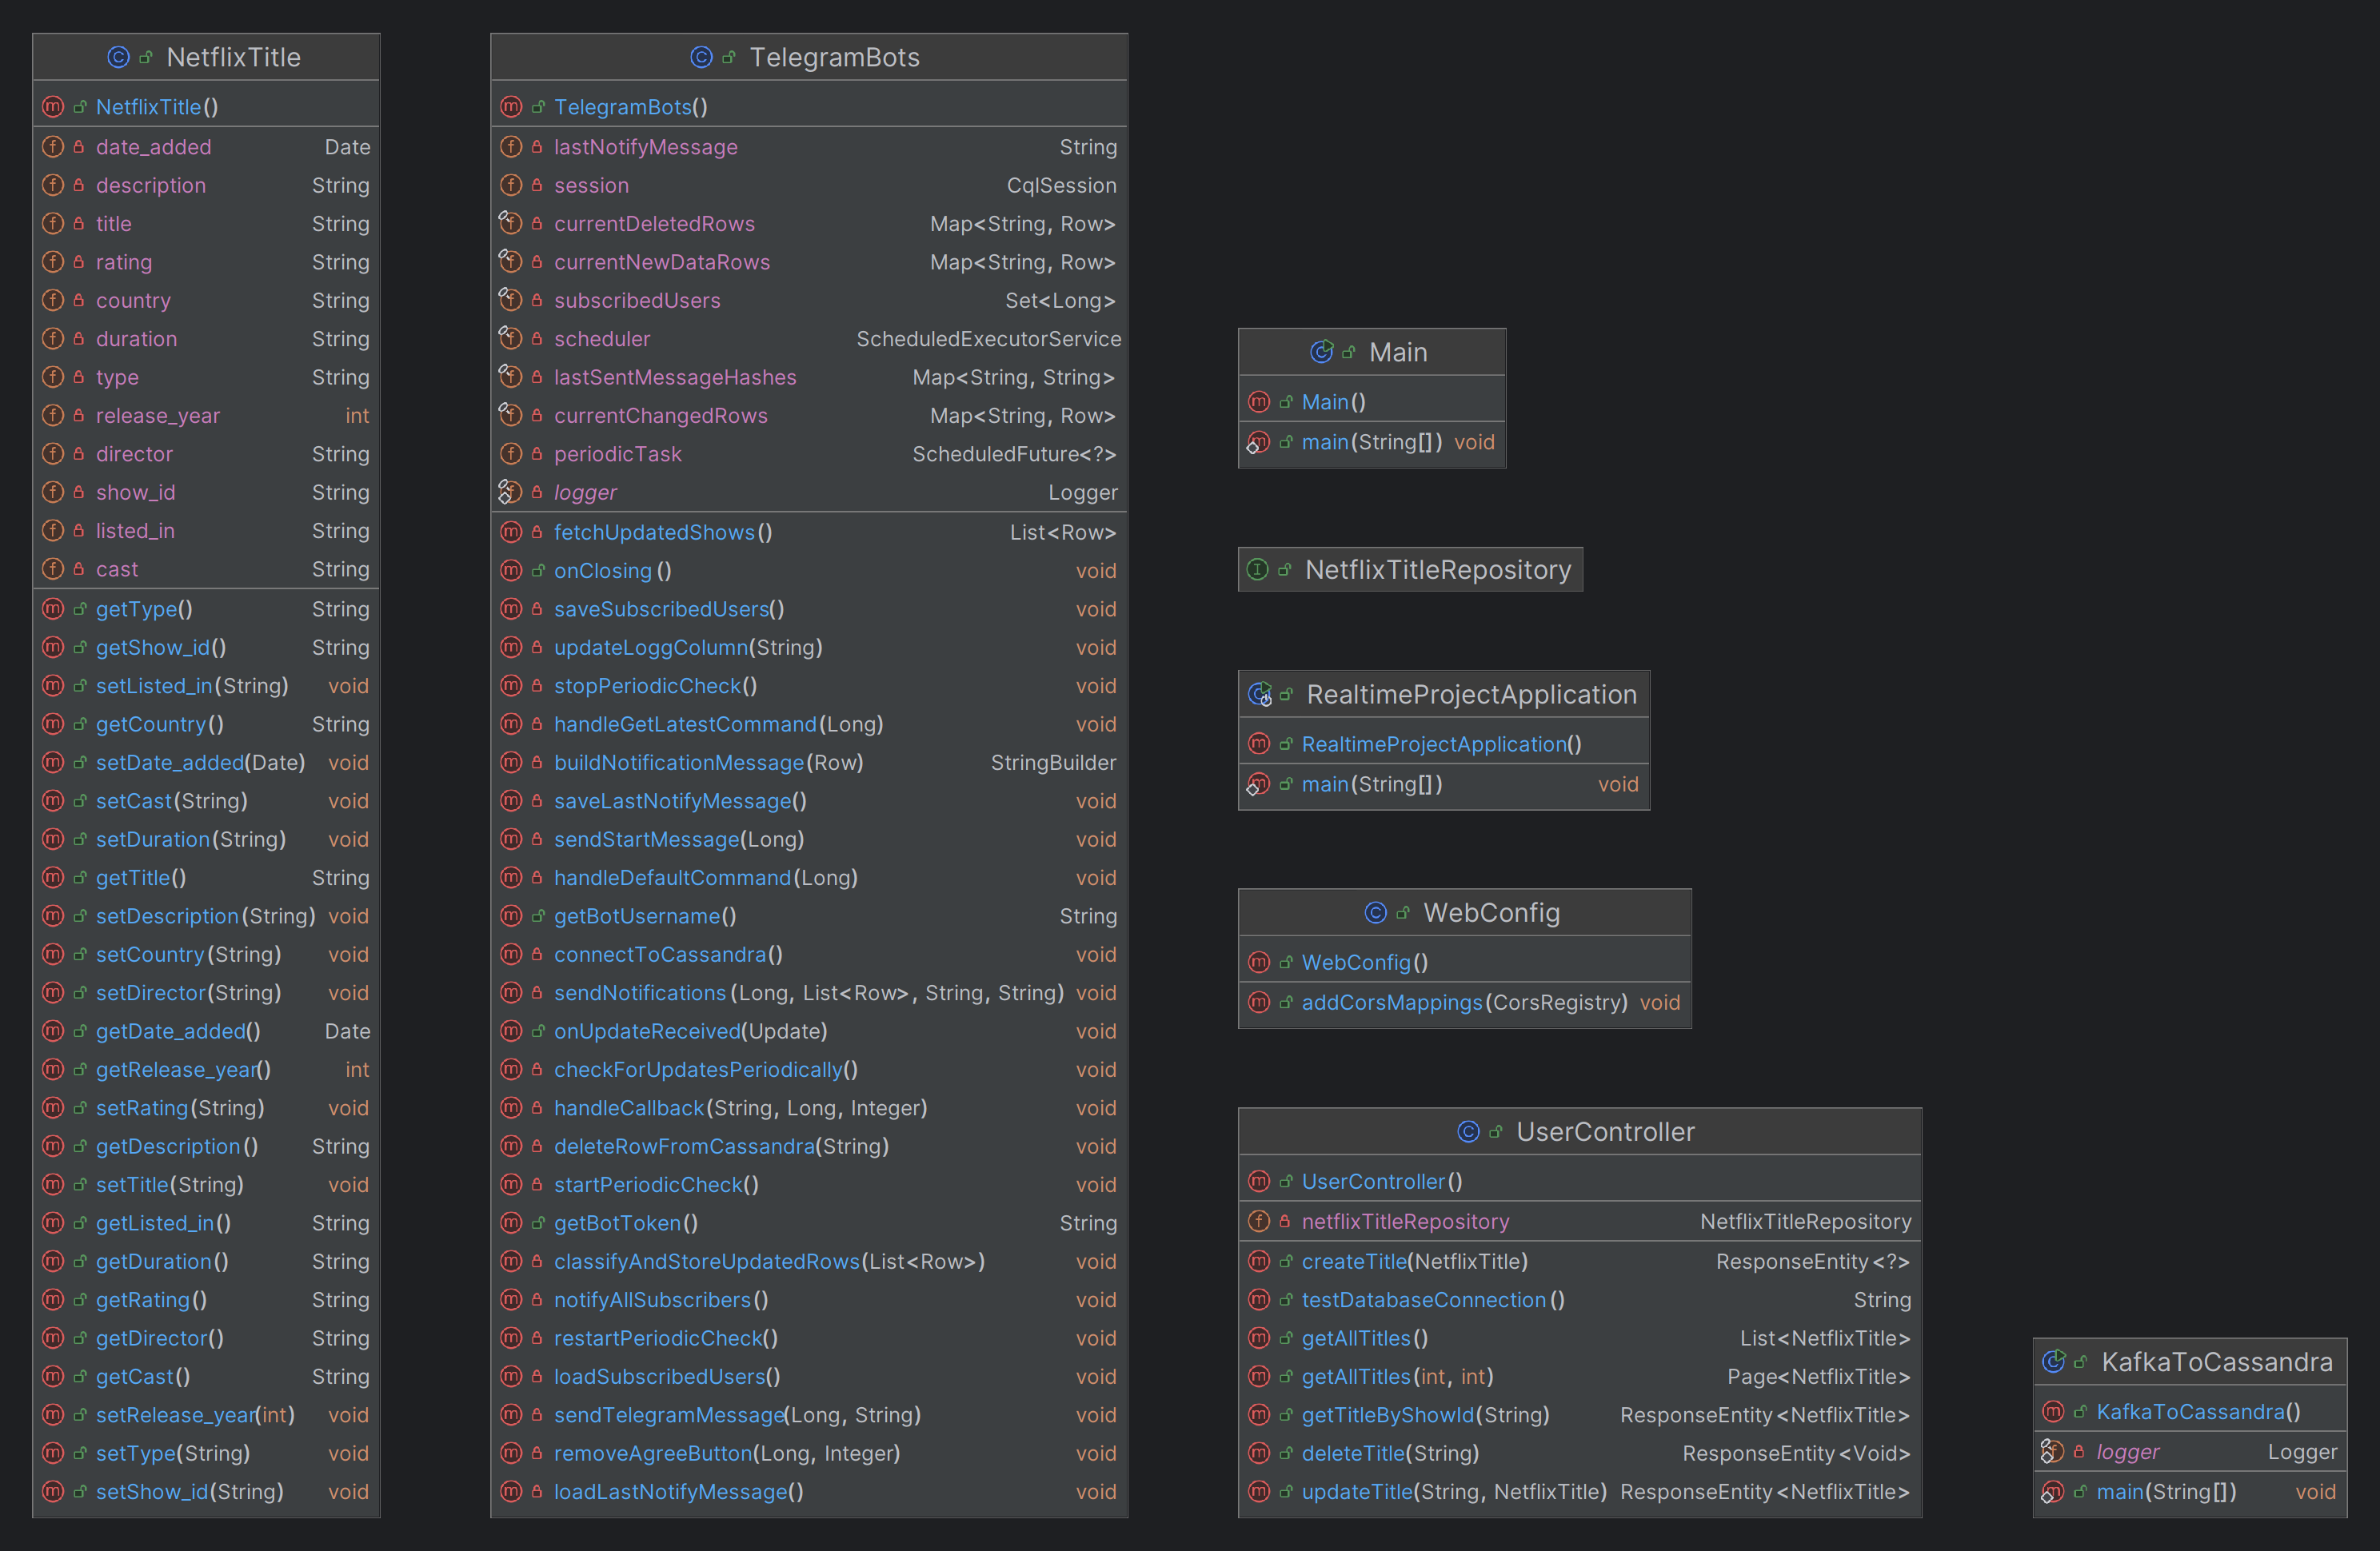 NetflixTitle
NetflixTitle()
date_added Date
description String
title String
rating String
country String
duration String
type String
release_year int
director String
show_id String
listed_in String
cast String
getType() String
getShow_id() String
setListed_in(String) void
getCountry() String
setDate_added(Date) void
setCast(String) void
setDuration(String) void
getTitle() String
setDescription(String) void
setCountry(String) void
setDirector(String) void
getDate_added() Date
getRelease_year() int
setRating(String) void
getDescription() String
setTitle(String) void
getListed_in() String
getDuration() String
getRating() String
getDirector() String
getCast() String
setRelease_year(int) void
setType(String) void
setShow_id(String) void
TelegramBots
TelegramBots()
lastNotifyMessage String
session CqlSession
currentDeletedRows Map<String, Row>
currentNewDataRows Map<String, Row>
subscribedUsers Set<Long>
scheduler ScheduledExecutorService
lastSentMessageHashes Map<String, String>
currentChangedRows Map<String, Row>
periodicTask ScheduledFuture<?>
logger Logger
fetchUpdatedShows() List<Row>
onClosing() void
saveSubscribedUsers() void
updateLoggColumn(String) void
stopPeriodicCheck() void
handleGetLatestCommand(Long) void
buildNotificationMessage(Row) StringBuilder
saveLastNotifyMessage() void
sendStartMessage(Long) void
handleDefaultCommand(Long) void
getBotUsername() String
connectToCassandra() void
sendNotifications(Long, List<Row>, String, String) void
onUpdateReceived(Update) void
checkForUpdatesPeriodically() void
handleCallback(String, Long, Integer) void
deleteRowFromCassandra(String) void
startPeriodicCheck() void
getBotToken() String
classifyAndStoreUpdatedRows(List<Row>) void
notifyAllSubscribers() void
restartPeriodicCheck() void
loadSubscribedUsers() void
sendTelegramMessage(Long, String) void
removeAgreeButton(Long, Integer) void
loadLastNotifyMessage() void
Main
Main()
main(String[]) void
NetflixTitleRepository
RealtimeProjectApplication
RealtimeProjectApplication()
main(String[]) void
WebConfig
WebConfig()
addCorsMappings(CorsRegistry) void
UserController
UserController()
netflixTitleRepository NetflixTitleRepository
createTitle(NetflixTitle) ResponseEntity<?>
testDatabaseConnection() String
getAllTitles() List<NetflixTitle>
getAllTitles(int, int) Page<NetflixTitle>
getTitleByShowId(String) ResponseEntity<NetflixTitle>
deleteTitle(String) ResponseEntity<Void>
updateTitle(String, NetflixTitle) ResponseEntity<NetflixTitle>
KafkaToCassandra
KafkaToCassandra()
logger Logger
main(String[]) void